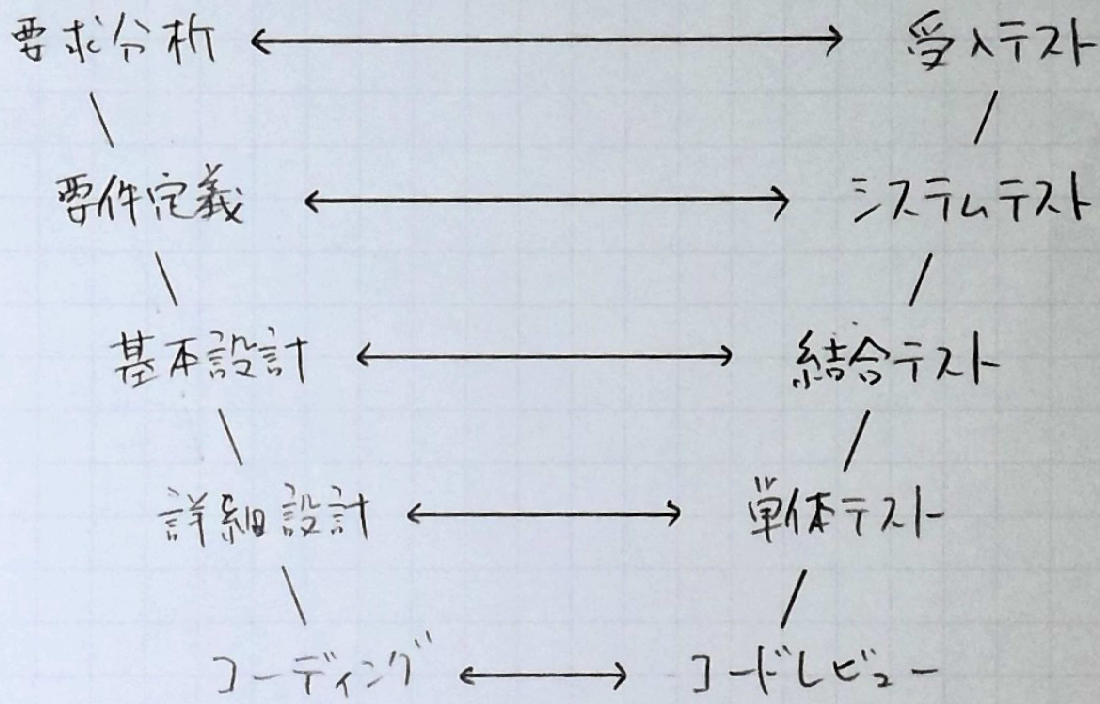 要求分析 ←→ 受入テスト
要件定義 ←→ システムテスト
基本設計 ←→ 結合テスト
詳細設計 ←→ 単体テスト
コーディング ←→ コードレビュー